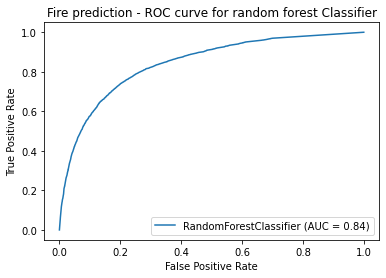 Fire prediction - ROC curve for random forest Classifier
True Positive Rate
1.0
0.8
0.6
0.4
0.2
0.0
RandomForestClassifier (AUC = 0.84)
0.0 0.2 0.4 0.6 0.8 1.0
False Positive Rate